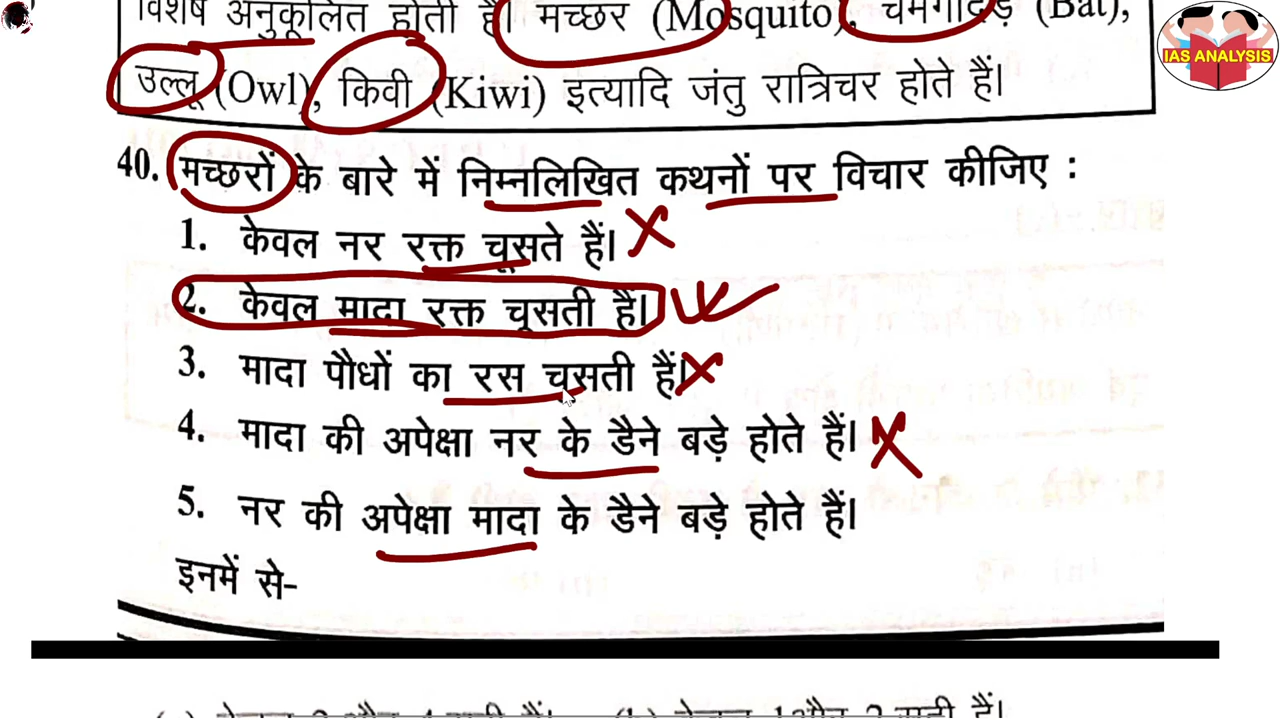 विशेष अनुकूलित होती हैं। मच्छर (Mosquito), चमगादड़ (Bat),
IAS ANALYSIS
उल्लू (Owl), किवी (Kiwi) इत्यादि जंतु रात्रिचर होते हैं।
40. मच्छरों के बारे में निम्नलिखित कथनों पर विचार कीजिए :
1. केवल नर रक्त चूसते हैं।
2. केवल मादा रक्त चूसती हैं।
3. मादा पौधों का रस चूसती हैं।
4. मादा की अपेक्षा नर के डैने बड़े होते हैं।
5. नर की अपेक्षा मादा के डैने बड़े होते हैं।
इनमें से-